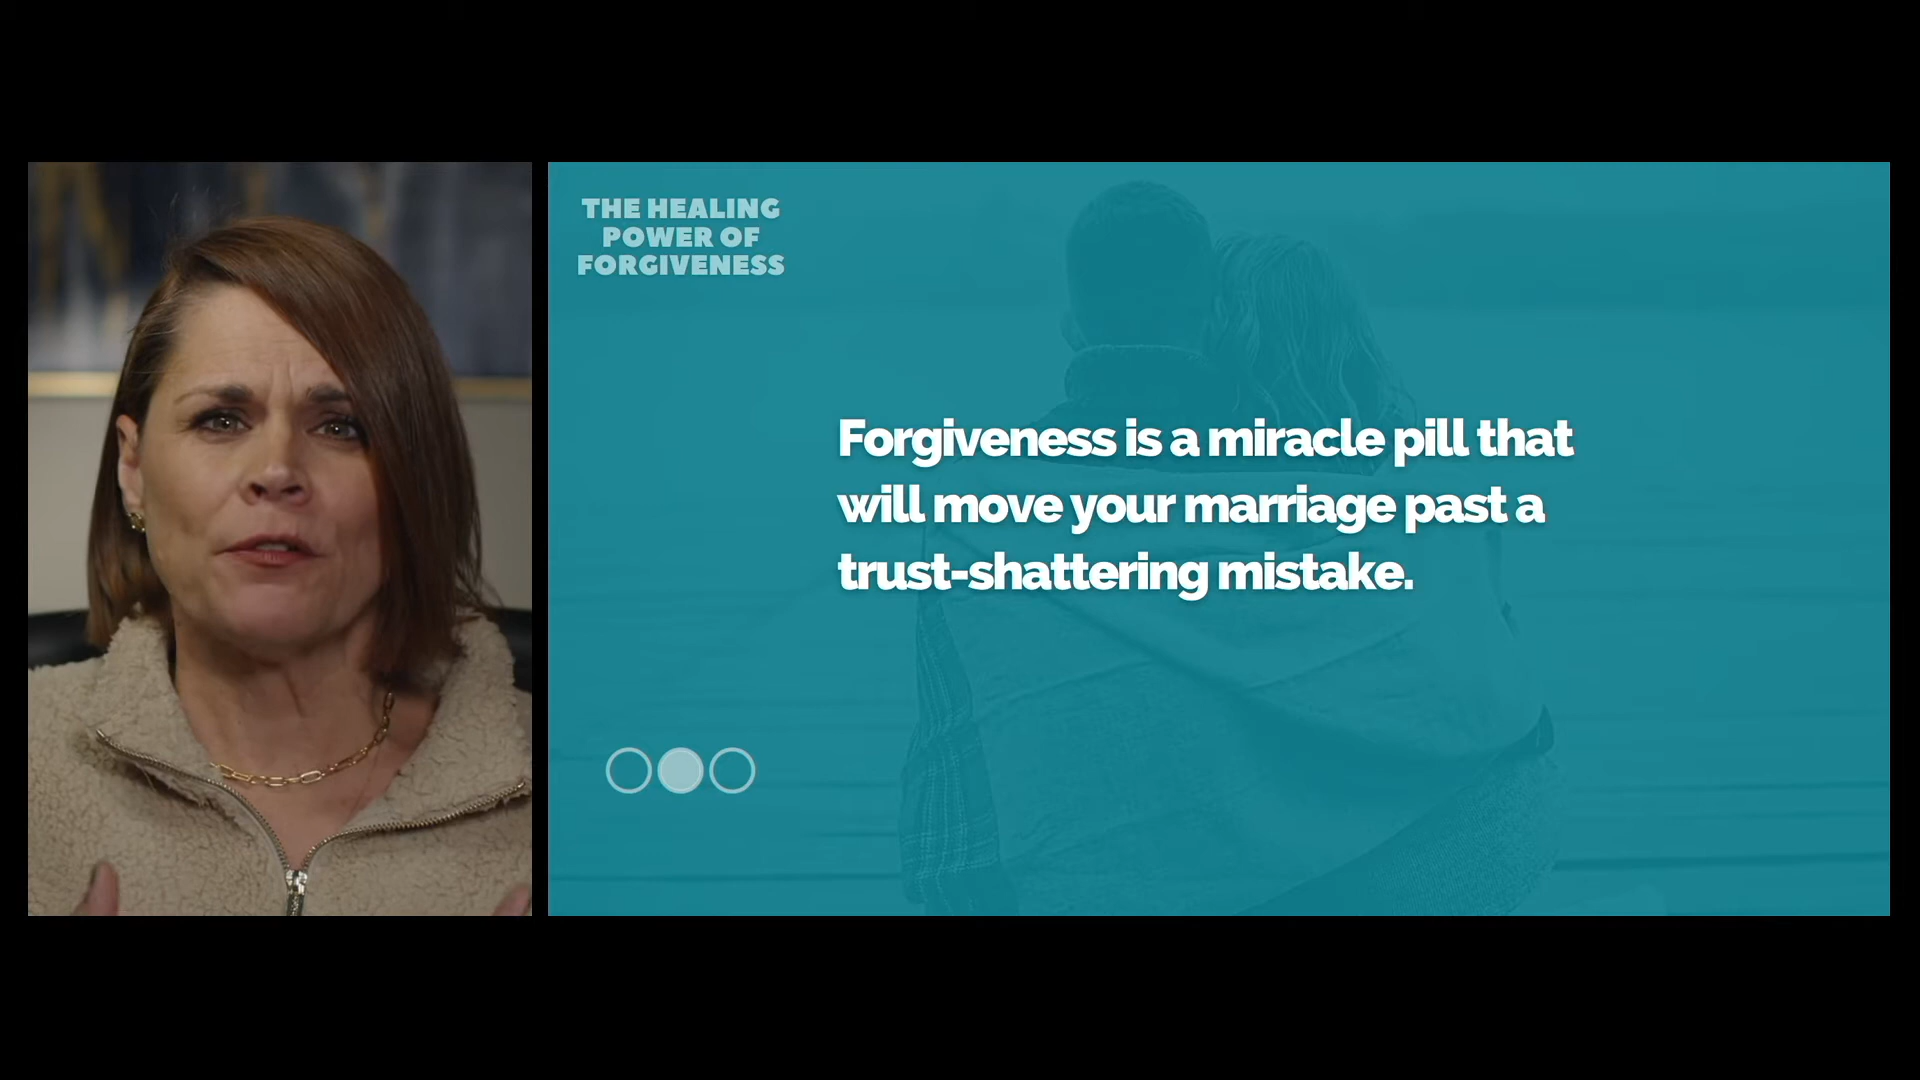 THE HEALING
POWER OF
FORGIVENESS
Forgiveness is a miracle pill that
will move your marriage past a
trust-shattering mistake.